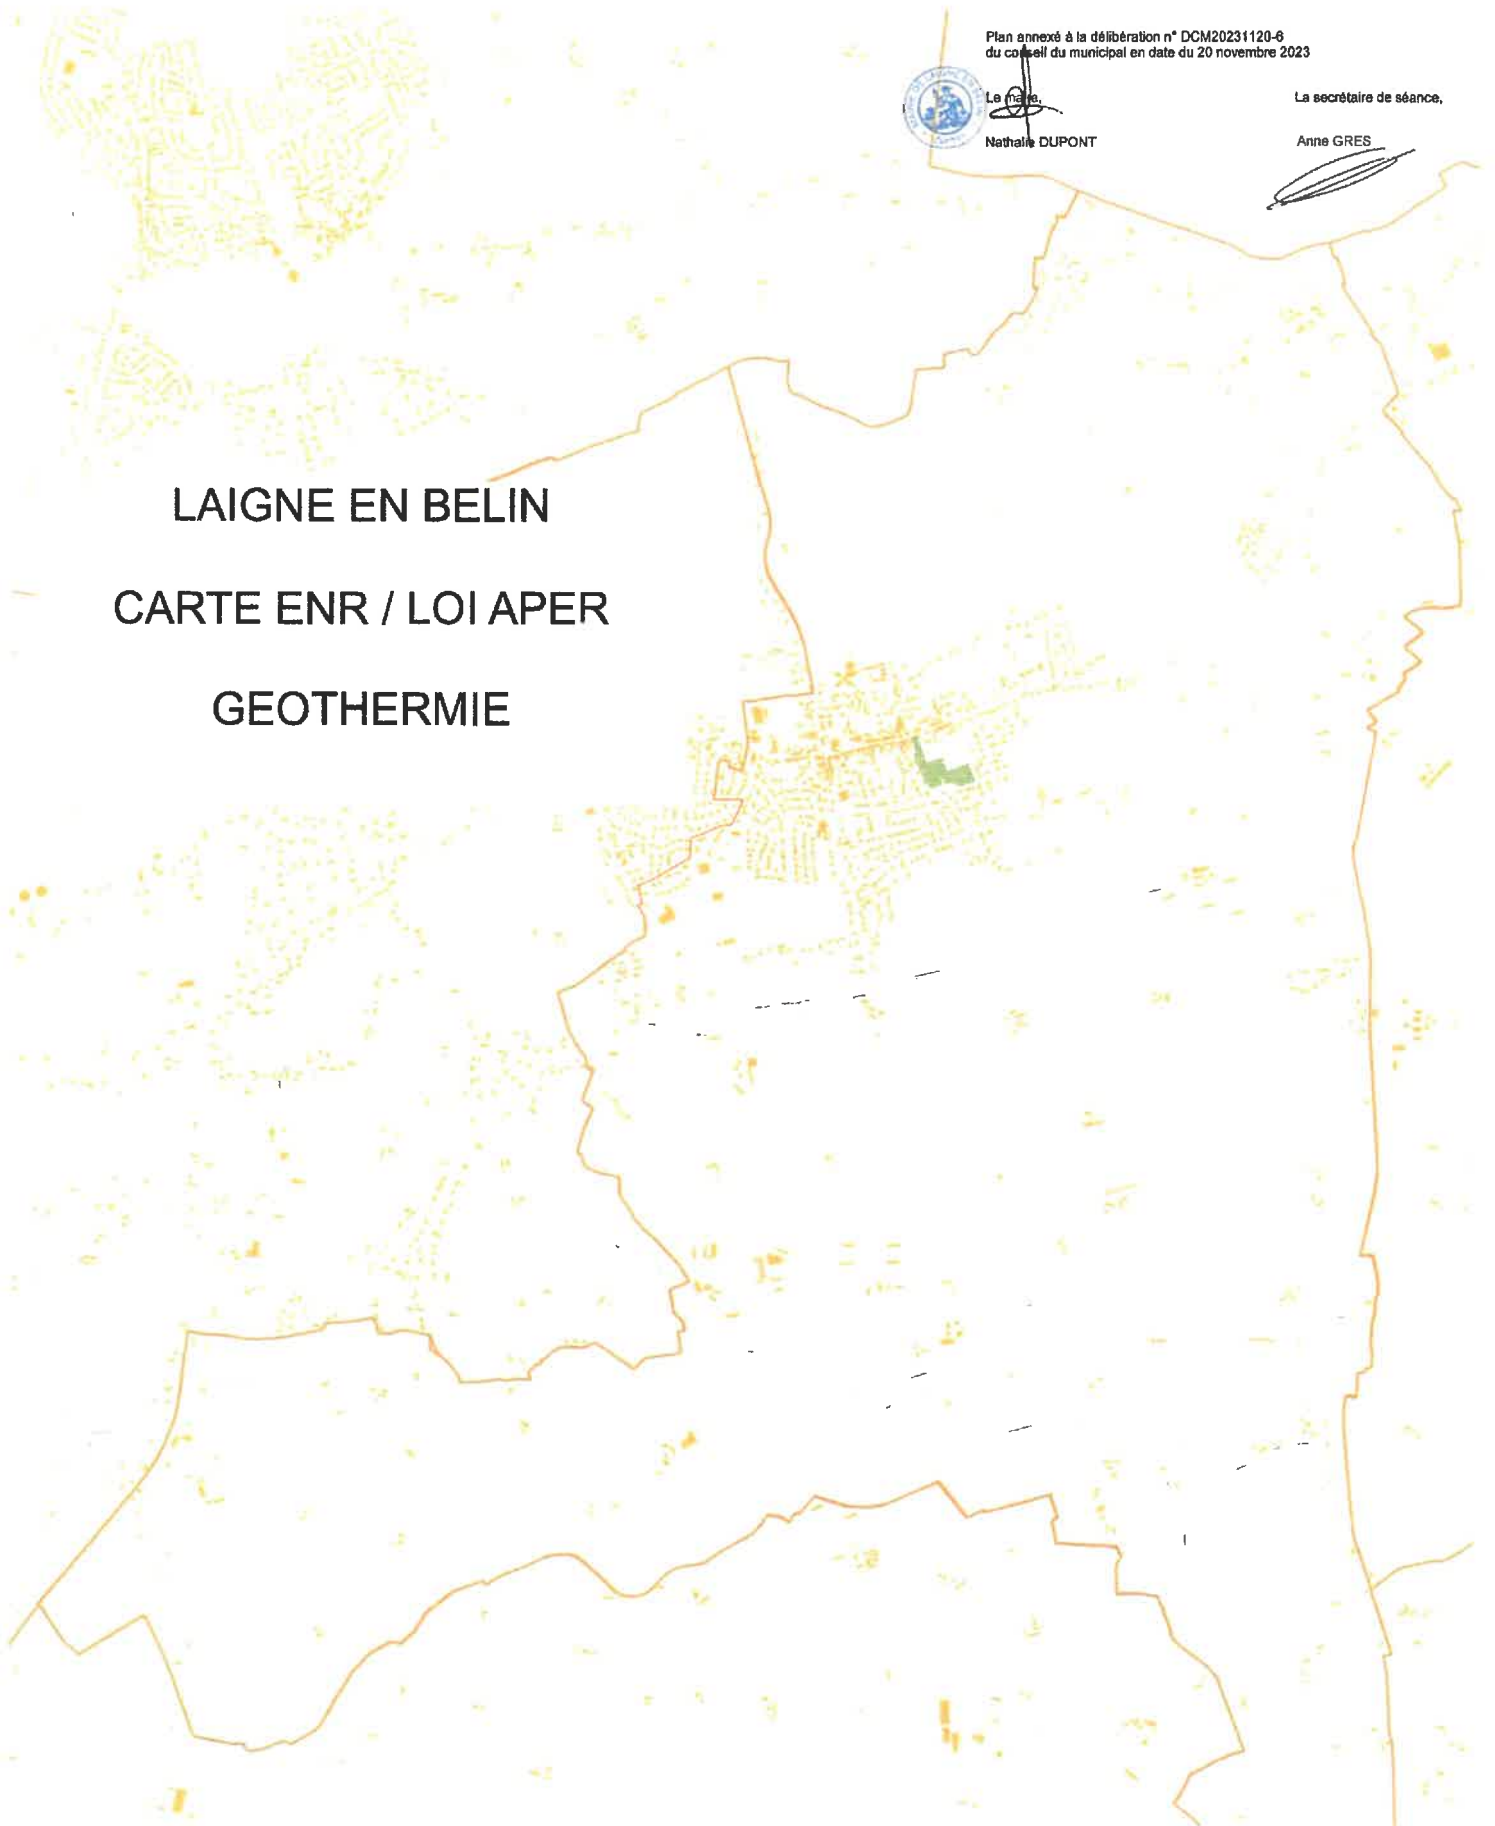 Plan annexé à la délibération n° DCM20231120-6
du conseil du municipal en date du 20 novembre 2023
Le maire,
La secrétaire de séance,
Nathalie DUPONT
Anne GRES
LAIGNE EN BELIN
CARTE ENR / LOI APER
GEOTHERMIE